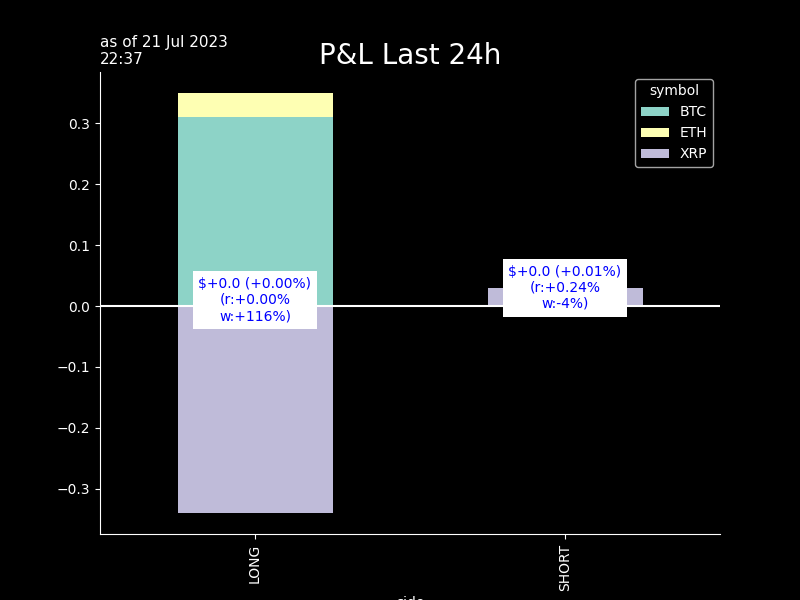 as of 21 Jul 2023
22:37
P&L Last 24h
symbol
BTC
ETH
XRP
0.3
0.2
0.1
0.0
−0.1
−0.2
−0.3
$+0.0 (+0.00%)
(r:+0.00%
w:+116%)
$+0.0 (+0.01%)
(r:+0.24%
w:-4%)
LONG
SHORT
side